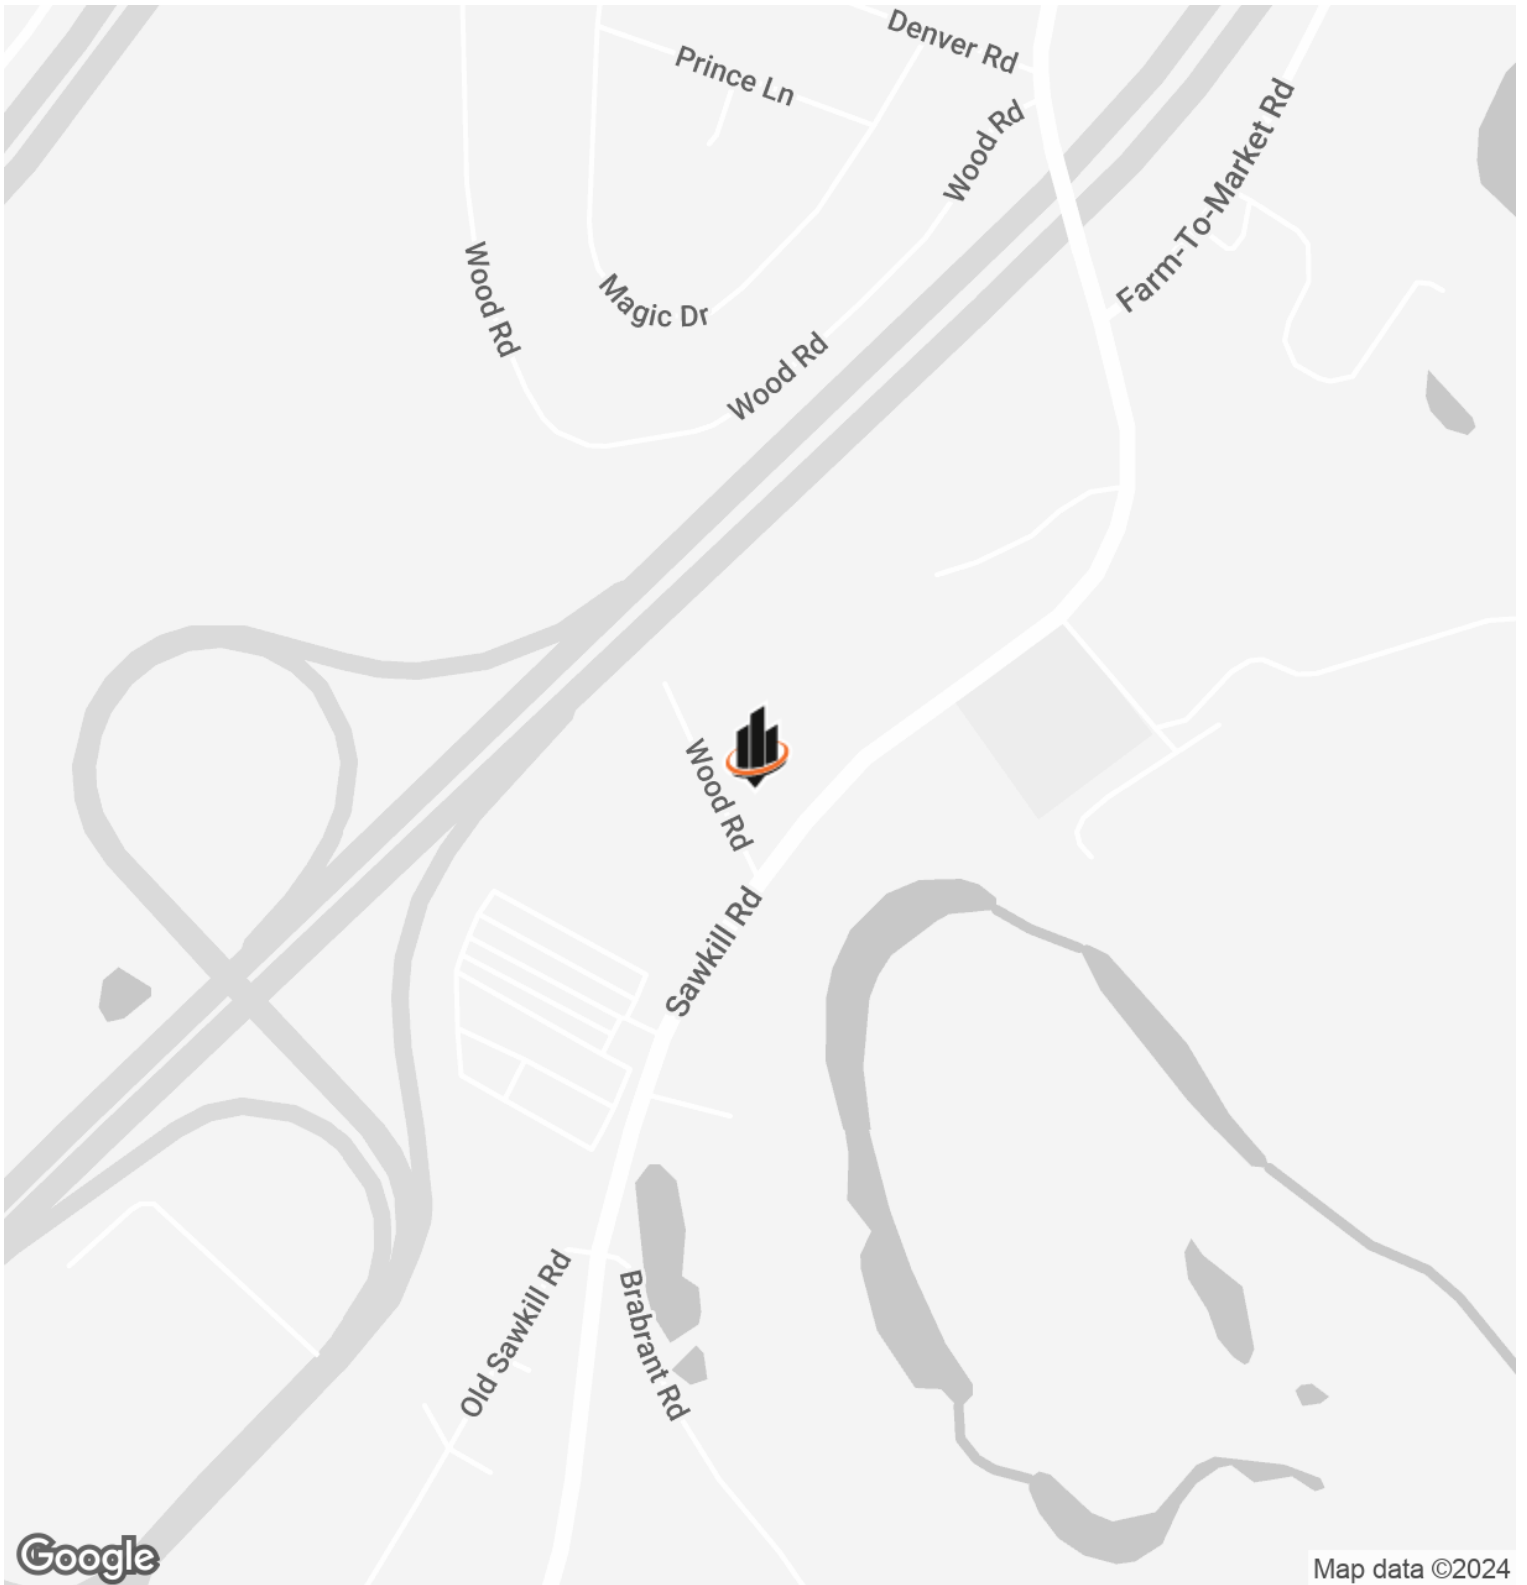 Denver Rd
Prince Ln
Wood Rd
Farm-To-Market Rd
Wood Rd
Magic Dr
Wood Rd
Wood Rd
Sawkill Rd
Old Sawkill Rd
Brabrant Rd
Google
Map data ©2024